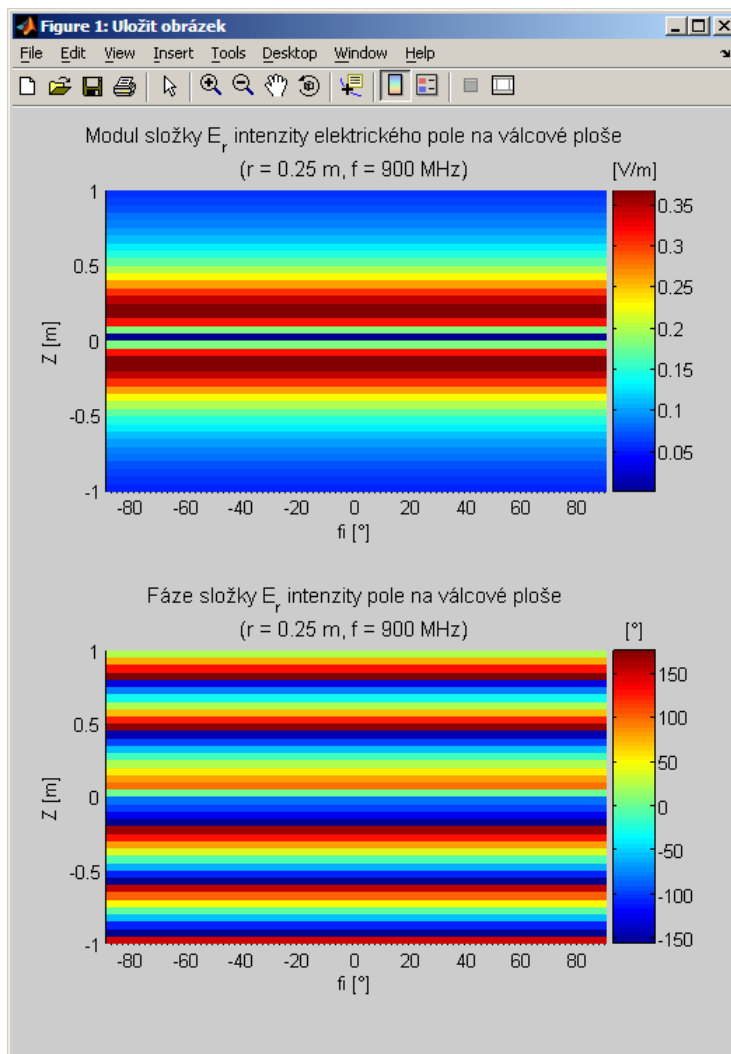 Figure 1: Uložit obrázek
File Edit View Insert Tools Desktop Window Help
Modul složky E_r intenzity elektrického pole na válcové ploše
(r = 0.25 m, f = 900 MHz)
[V/m]
1
0.5
0
-0.5
-1
Z [m]
-80 -60 -40 -20 0 20 40 60 80
fi [°]
0.35
0.3
0.25
0.2
0.15
0.1
0.05
Fáze složky E_r intenzity pole na válcové ploše
(r = 0.25 m, f = 900 MHz)
[°]
1
0.5
0
-0.5
-1
Z [m]
-80 -60 -40 -20 0 20 40 60 80
fi [°]
150
100
50
0
-50
-100
-150